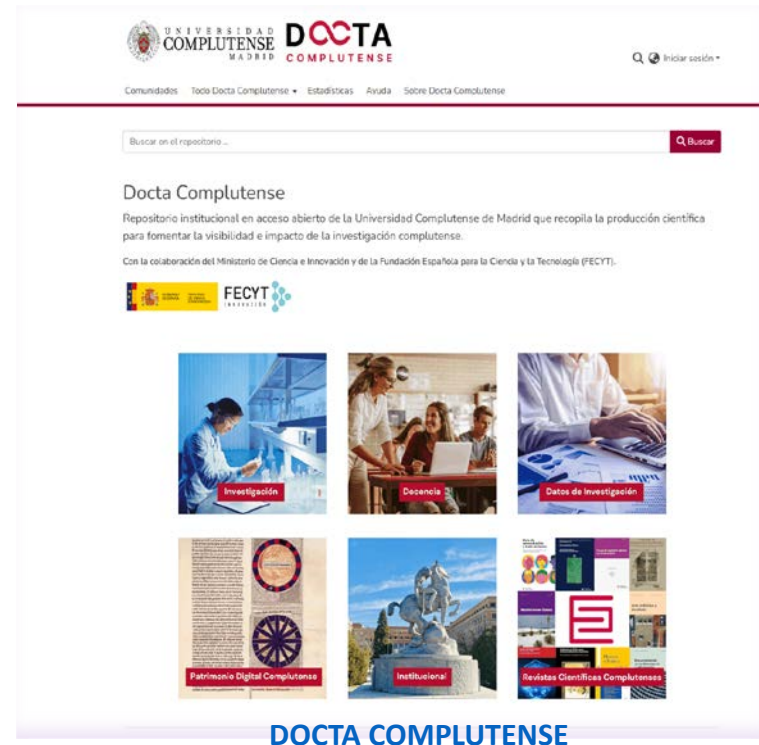 UNIVERSIDAD
COMPLUTENSE
MADRID
DOCTA
COMPLUTENSE
Iniciar sesión
Comunidades Todo Docta Complutense Estadísticas Ayuda Sobre Docta Complutense
Buscar en el repositorio ...
Buscar
Docta Complutense
Repositorio institucional en acceso abierto de la Universidad Complutense de Madrid que recopila la producción científica
para fomentar la visibilidad e impacto de la investigación complutense.
Con la colaboración del Ministerio de Ciencia e Innovación y de la Fundación Española para la Ciencia y la Tecnología (FECYT).
FECYT
INNOVACIÓN
Investigación
Docencia
Datos de Investigación
Patrimonio Digital Complutense
Institucional
Revistas Científicas Complutenses
DOCTA COMPLUTENSE